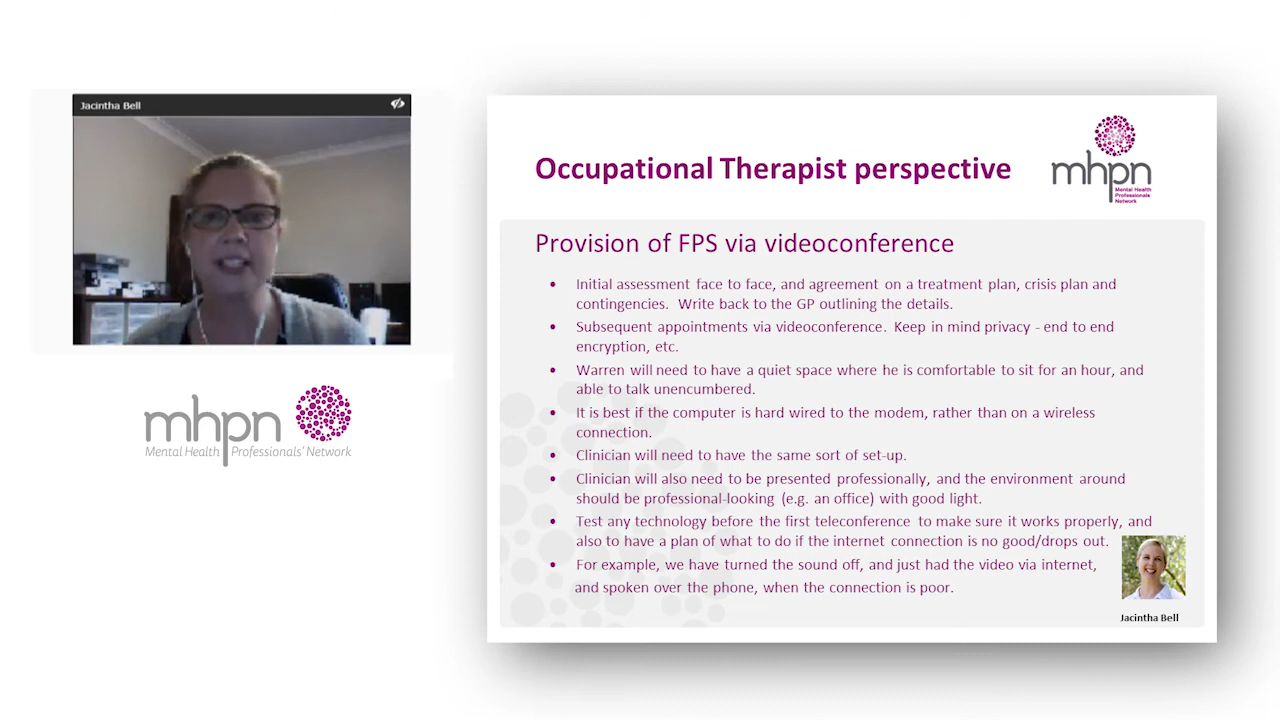 Jacintha Bell
mhpn
Mental Health Professionals' Network
Occupational Therapist perspective
mhpn
Mental Health
Professionals
Network
Provision of FPS via videoconference
• Initial assessment face to face, and agreement on a treatment plan, crisis plan and
contingencies. Write back to the GP outlining the details.
• Subsequent appointments via videoconference. Keep in mind privacy - end to end
encryption, etc.
• Warren will need to have a quiet space where he is comfortable to sit for an hour, and
able to talk unencumbered.
• It is best if the computer is hard wired to the modem, rather than on a wireless
connection.
• Clinician will need to have the same sort of set-up.
• Clinician will also need to be presented professionally, and the environment around
should be professional-looking (e.g. an office) with good light.
• Test any technology before the first teleconference to make sure it works properly, and
also to have a plan of what to do if the internet connection is no good/drops out.
• For example, we have turned the sound off, and just had the video via internet,
and spoken over the phone, when the connection is poor.
Jacintha Bell